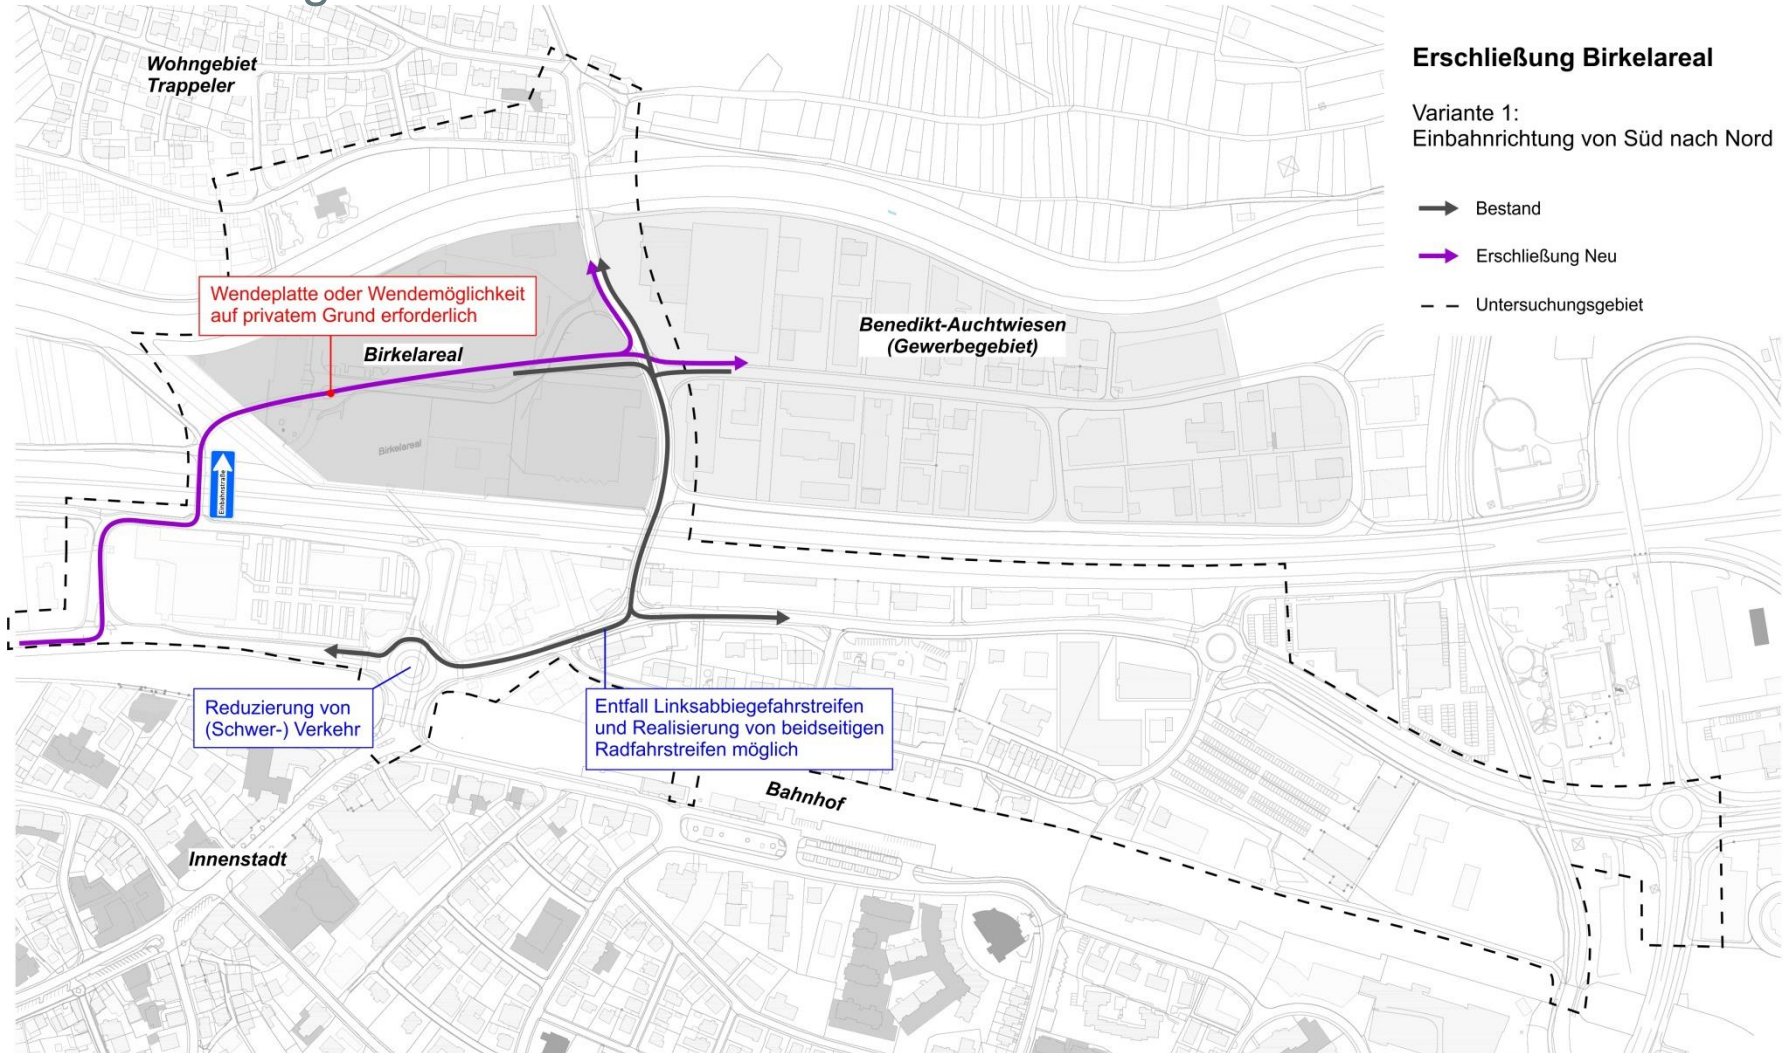 Wohngebiet
Trappeler
Wendeplatte oder Wendemöglichkeit
auf privatem Grund erforderlich
Birkelareal
Benedikt-Auchtwiesen
(Gewerbegebiet)
Birkelareal
Einbahnstraße
Reduzierung von
(Schwer-) Verkehr
Entfall Linksabbiegefahrstreifen
und Realisierung von beidseitigen
Radfahrstreifen möglich
Bahnhof
Innenstadt
Erschließung Birkelareal
Variante 1:
Einbahnrichtung von Süd nach Nord
Bestand
Erschließung Neu
Untersuchungsgebiet